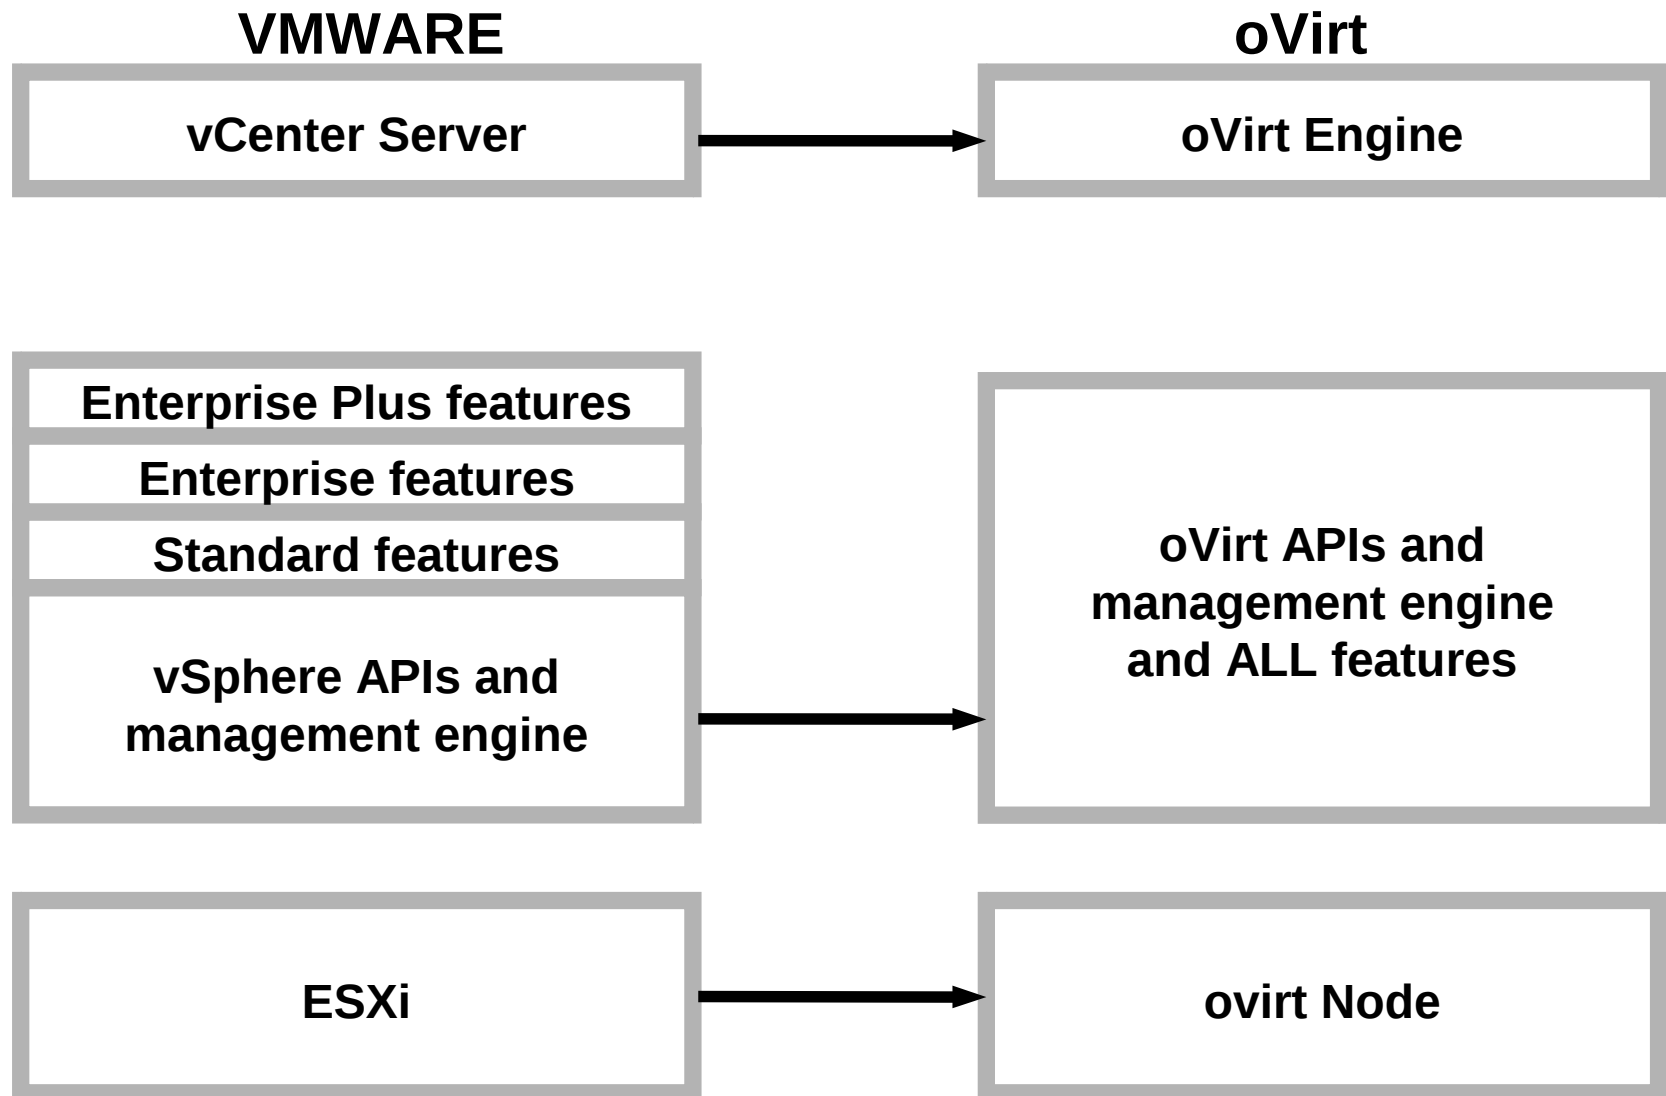 VMWARE
oVirt
vCenter Server
oVirt Engine
Enterprise Plus features
Enterprise features
Standard features
vSphere APIs and
management engine
oVirt APIs and
management engine
and ALL features
ESXi
ovirt Node